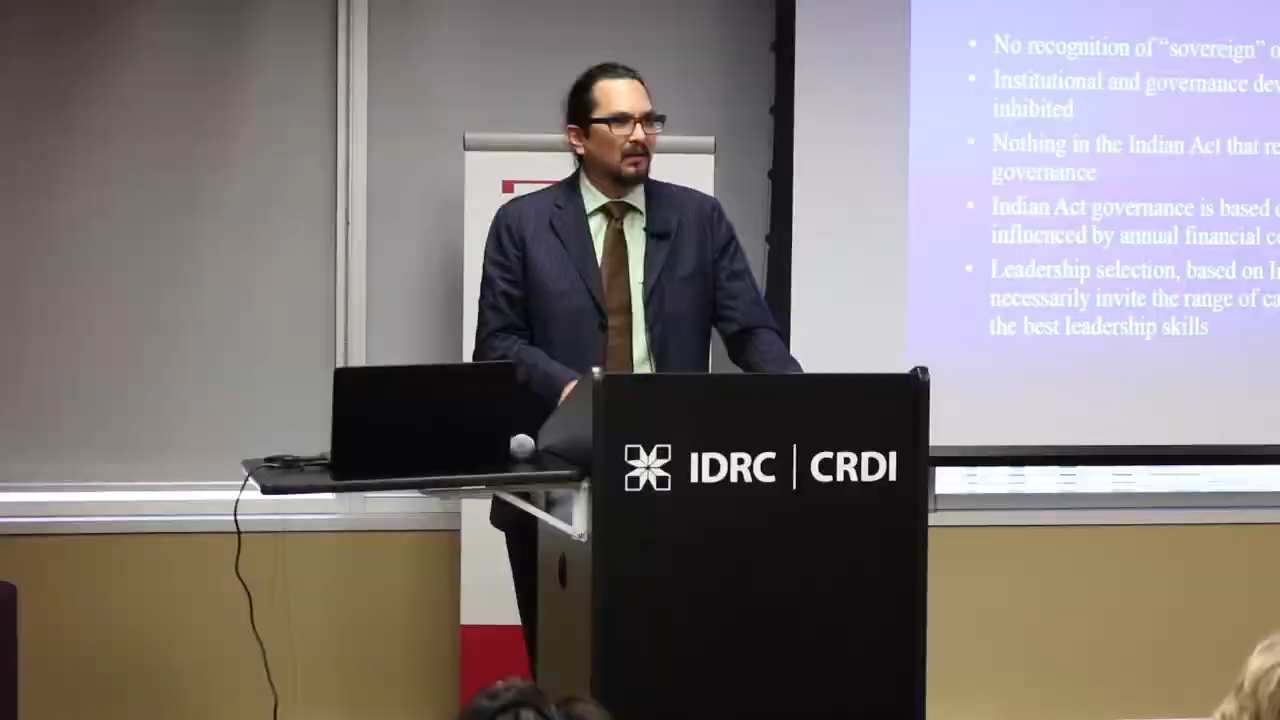 No recognition of “sovereign”
Institutional and governance
inhibited
Nothing in the Indian Act that
governance
Indian Act governance is based
influenced by annual financial
Leadership selection, based on
necessarily invite the range of
the best leadership skills
IDRC | CRDI